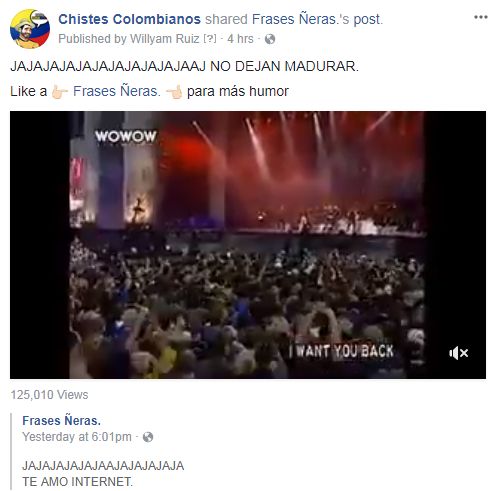 Chistes Colombianos shared Frases Ñeras.'s post.
Published by Willyam Ruiz [?] · 4 hrs ·
JAJAJAJAJAJAJAJAJAJAJAAJ NO DEJAN MADURAR.
Like a 👉 Frases Ñeras. 👈 para más humor
WOWOW
I WANT YOU BACK
125,010 Views
Frases Ñeras.
Yesterday at 6:01pm ·
JAJAJAJAJAJAAJAJAJAJAJA
TE AMO INTERNET.